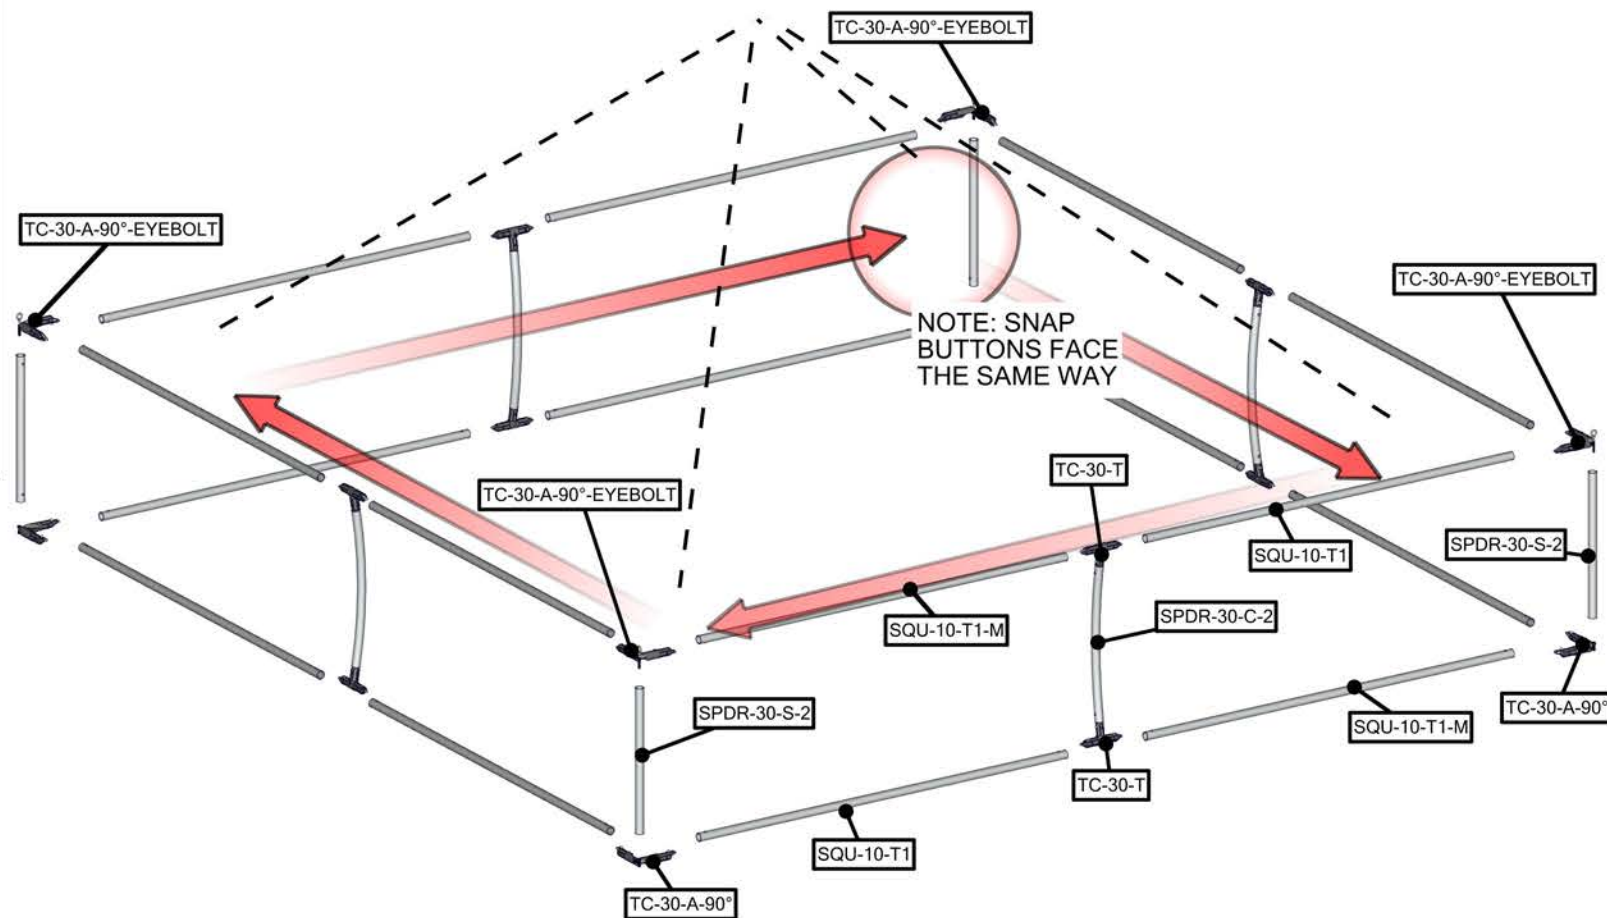 TC-30-A-90°-EYEBOLT
TC-30-A-90°-EYEBOLT
TC-30-A-90°-EYEBOLT
NOTE: SNAP
BUTTONS FACE
THE SAME WAY
TC-30-T
TC-30-A-90°-EYEBOLT
SQU-10-T1
SPDR-30-S-2
SQU-10-T1-M
SPDR-30-C-2
SPDR-30-S-2
TC-30-A-90°
SQU-10-T1-M
TC-30-T
SQU-10-T1
TC-30-A-90°